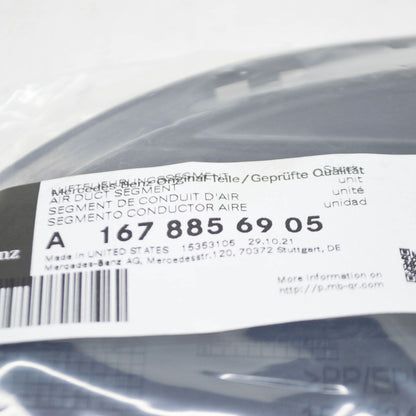 Mercedes-Benz Original-Teile/Geprüfte Qualität
AIR DUCT SEGMENT unit
SEGMENT DE CONDUIT D'AIR unité
SEGMENTO CONDUCTOR AIRE unidad
A 167 885 69 05
Made in UNITED STATES 15353105 29.10.21
Mercedes-Benz AG, Mercedesstr.120, 70372 Stuttgart, DE
nz
More information on
http://p.mb-qr.com
>PP/E